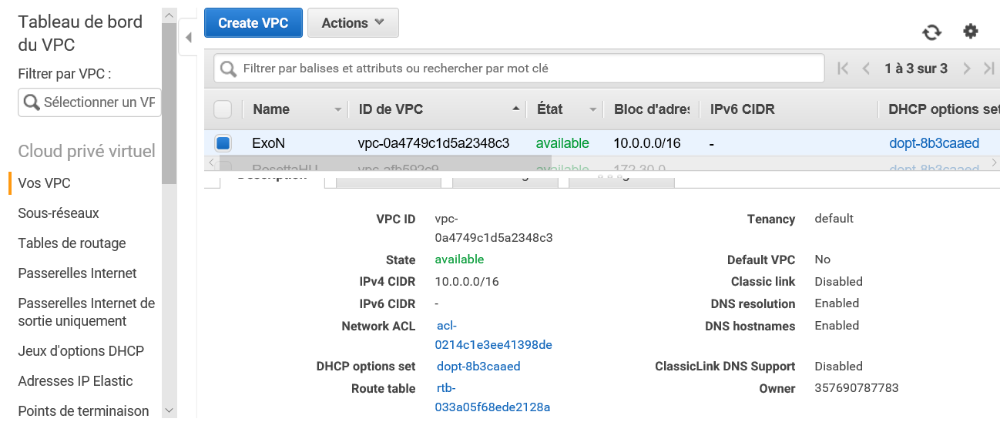 Tableau de bord
du VPC
Filtrer par VPC :
Sélectionner un VP
Cloud privé virtuel
Vos VPC
Sous-réseaux
Tables de routage
Passerelles Internet
Passerelles Internet de
sortie uniquement
Jeux d'options DHCP
Adresses IP Elastic
Points de terminaison
Create VPC Actions
Filtrer par balises et attributs ou rechercher par mot clé
1 à 3 sur 3
Name ID de VPC État Bloc d'adres IPv6 CIDR DHCP options set
ExoN vpc-0a4749c1d5a2348c3 available 10.0.0.0/16 - dopt-8b3caaed
RosettaHU vpc-afb592c9 available 172.30.0 dopt-8b3caaed
Description
VPC ID vpc-
0a4749c1d5a2348c3
State available
IPv4 CIDR 10.0.0.0/16
IPv6 CIDR -
Network ACL acl-
0214c1e3ee41398de
DHCP options set dopt-8b3caaed
Route table rtb-
033a05f68ede2128a
Tenancy default
Default VPC No
Classic link Disabled
DNS resolution Enabled
DNS hostnames Enabled
ClassicLink DNS Support Disabled
Owner 357690787783